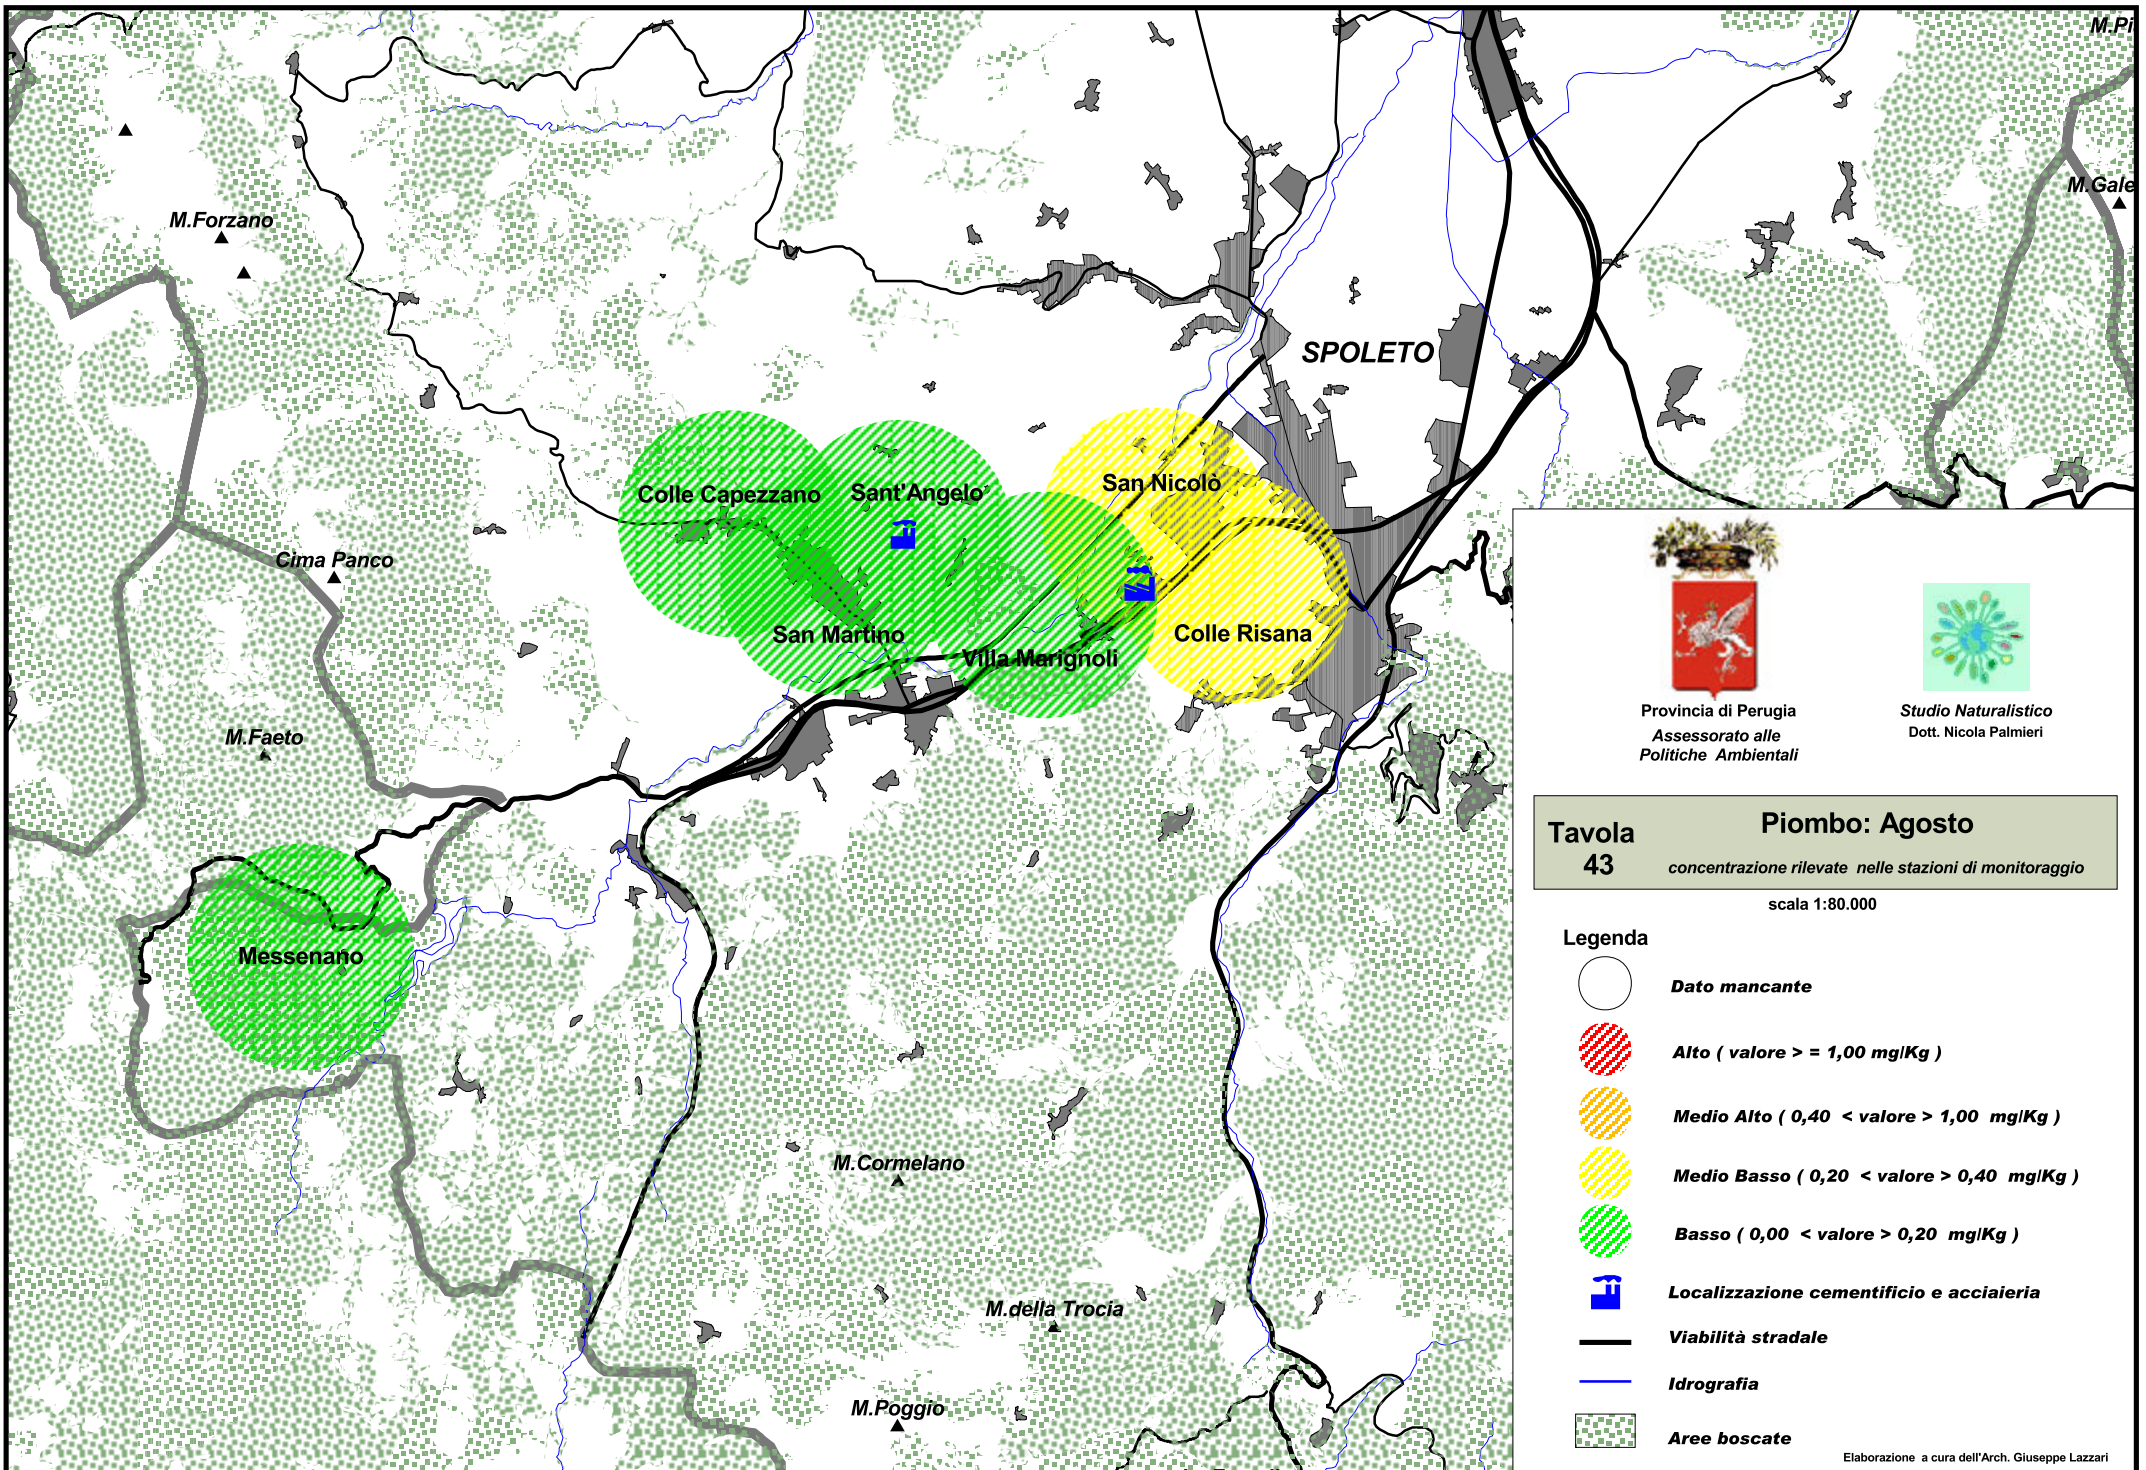 M.Pi
M.Gale
M.Forzano
SPOLETO
San Nicolò
Colle Capezzano
Sant'Angelo
Cima Panco
San Martino
Colle Risana
Villa Marignoli
M.Faeto
Messenano
M.Cormelano
M.della Trocia
M.Poggio
Provincia di Perugia
Assessorato alle
Politiche Ambientali
Studio Naturalistico
Dott. Nicola Palmieri
Tavola
43
Piombo: Agosto
concentrazione rilevate nelle stazioni di monitoraggio
scala 1:80.000
Legenda
Dato mancante
Alto ( valore > = 1,00 mg/Kg )
Medio Alto ( 0,40 < valore > 1,00 mg/Kg )
Medio Basso ( 0,20 < valore > 0,40 mg/Kg )
Basso ( 0,00 < valore > 0,20 mg/Kg )
Localizzazione cementificio e acciaieria
Viabilità stradale
Idrografia
Aree boscate
Elaborazione a cura dell'Arch. Giuseppe Lazzari